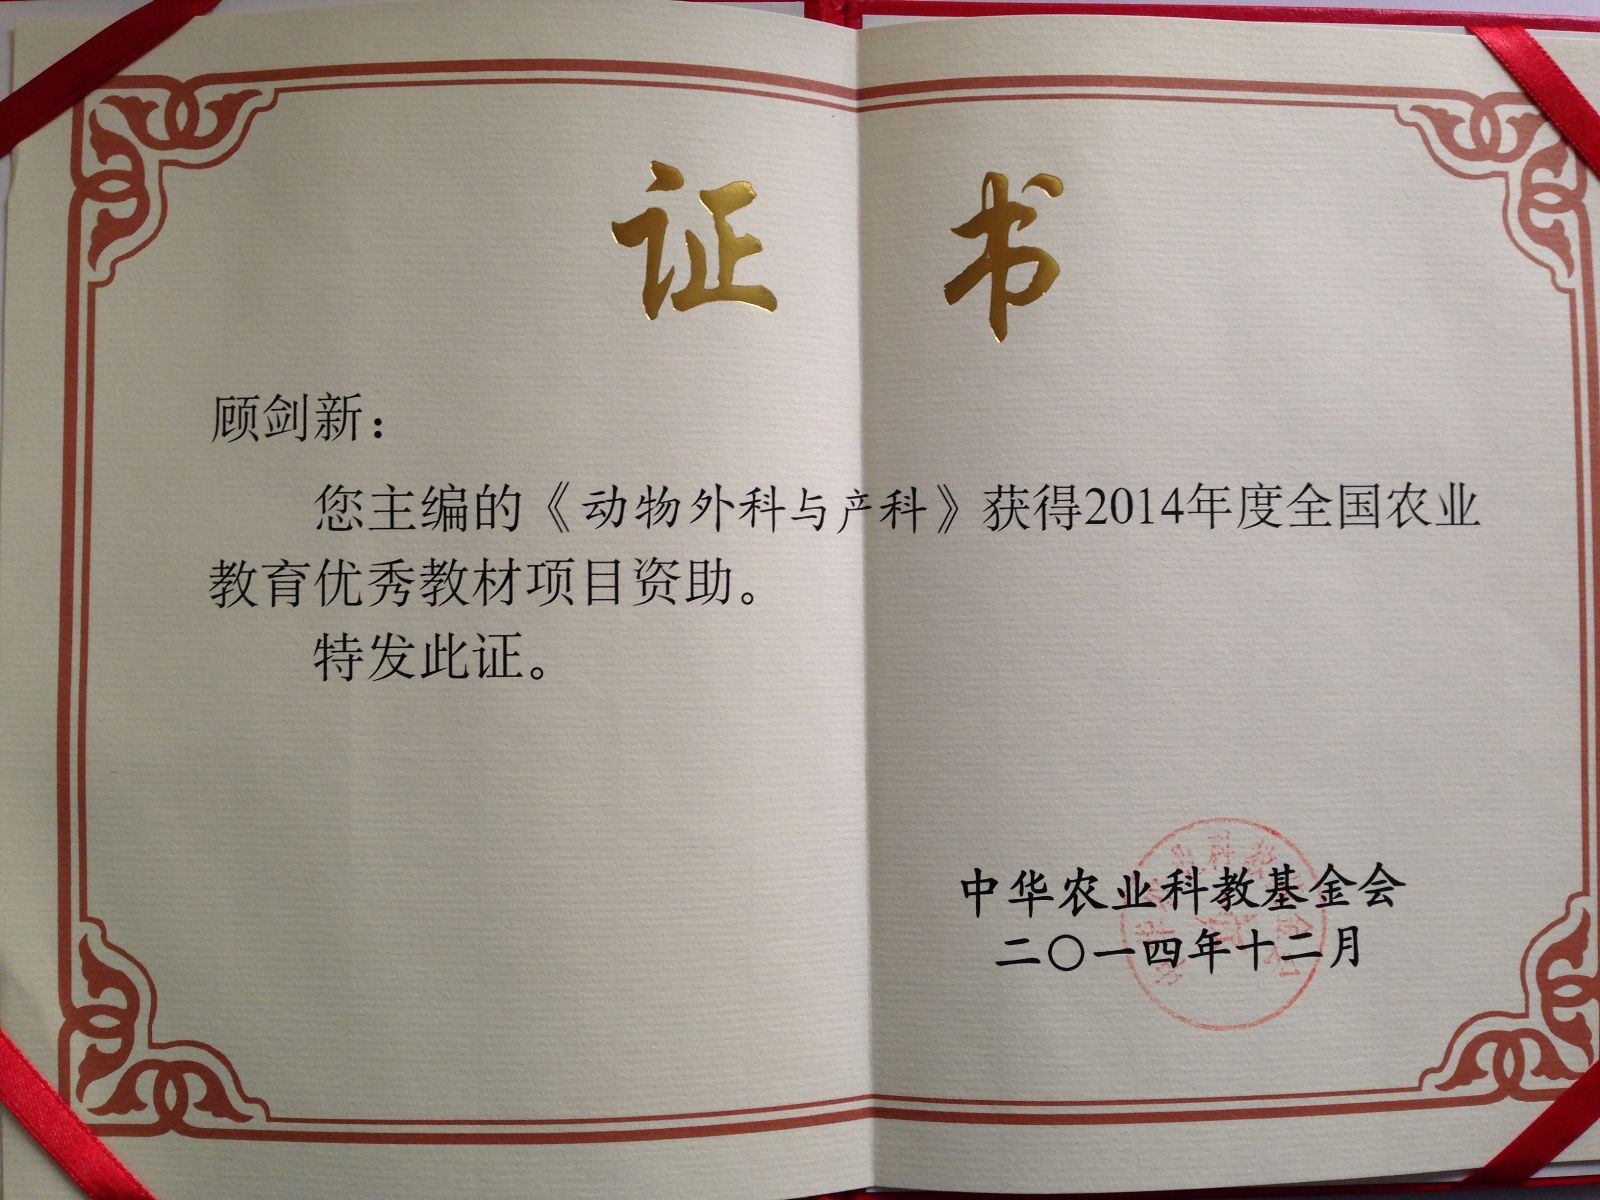 证书
顾剑新：
您主编的《动物外科与产科》获得2014年度全国农业
教育优秀教材项目资助。
特发此证。
中华农业科教基金会
二〇一四年十二月